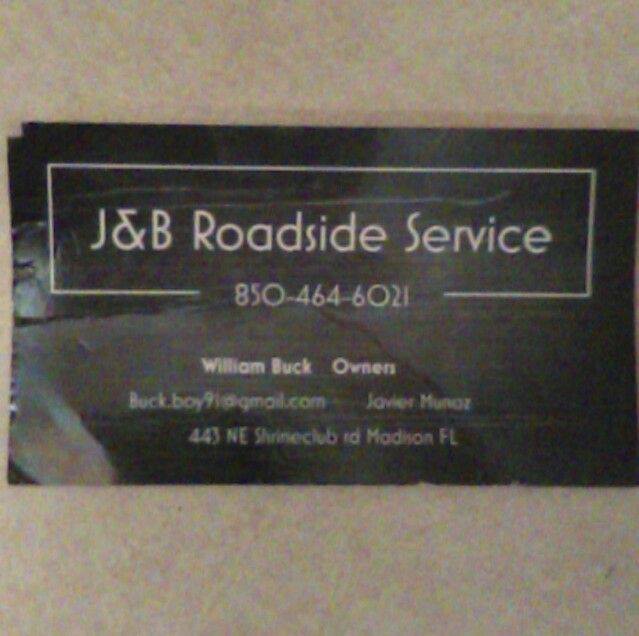 J&B Roadside Service
850-464-6021
William Buck Owners
Buck.boy91@gmail.com Javier Munoz
443 NE Shrineclub rd Madison FL